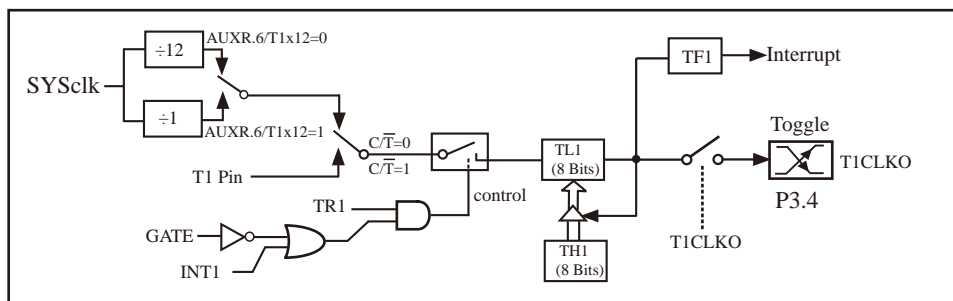 AUXR.6/T1x12=0
÷12
SYSclk
÷1
AUXR.6/T1x12=1
T1 Pin
C/T̅=0
C/T̅=1
control
TR1
GATE
INT1
TL1
(8 Bits)
TH1
(8 Bits)
TF1
Interrupt
Toggle
T1CLKO
P3.4
T1CLKO